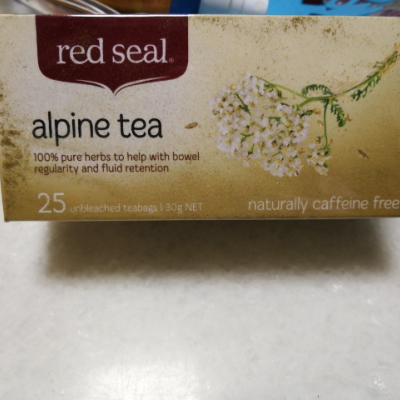 red seal®
alpine tea
100% pure herbs to help with bowel
regularity and fluid retention
25 unbleached teabags | 30g NET
naturally caffeine free